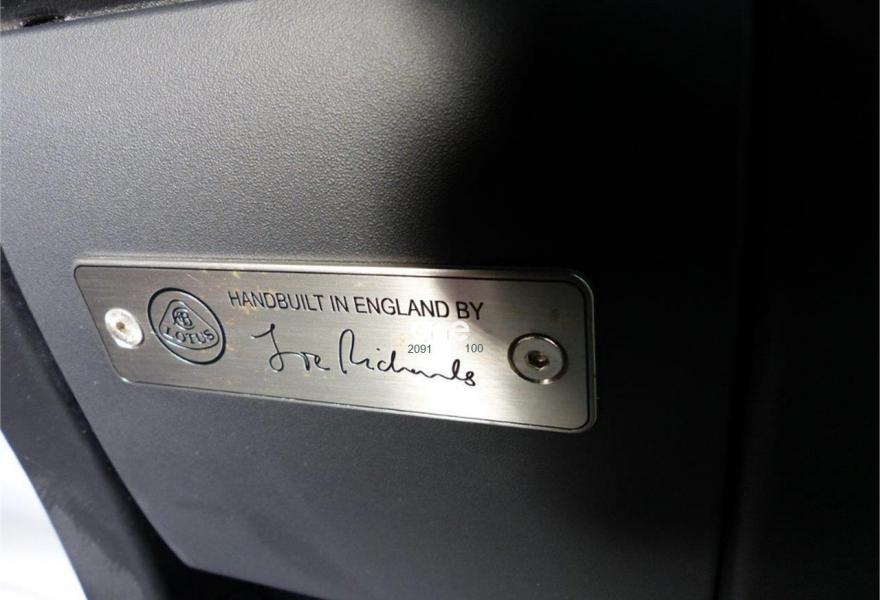 HANDBUILT IN ENGLAND BY
LOTUS
Joe Richards
2091 100